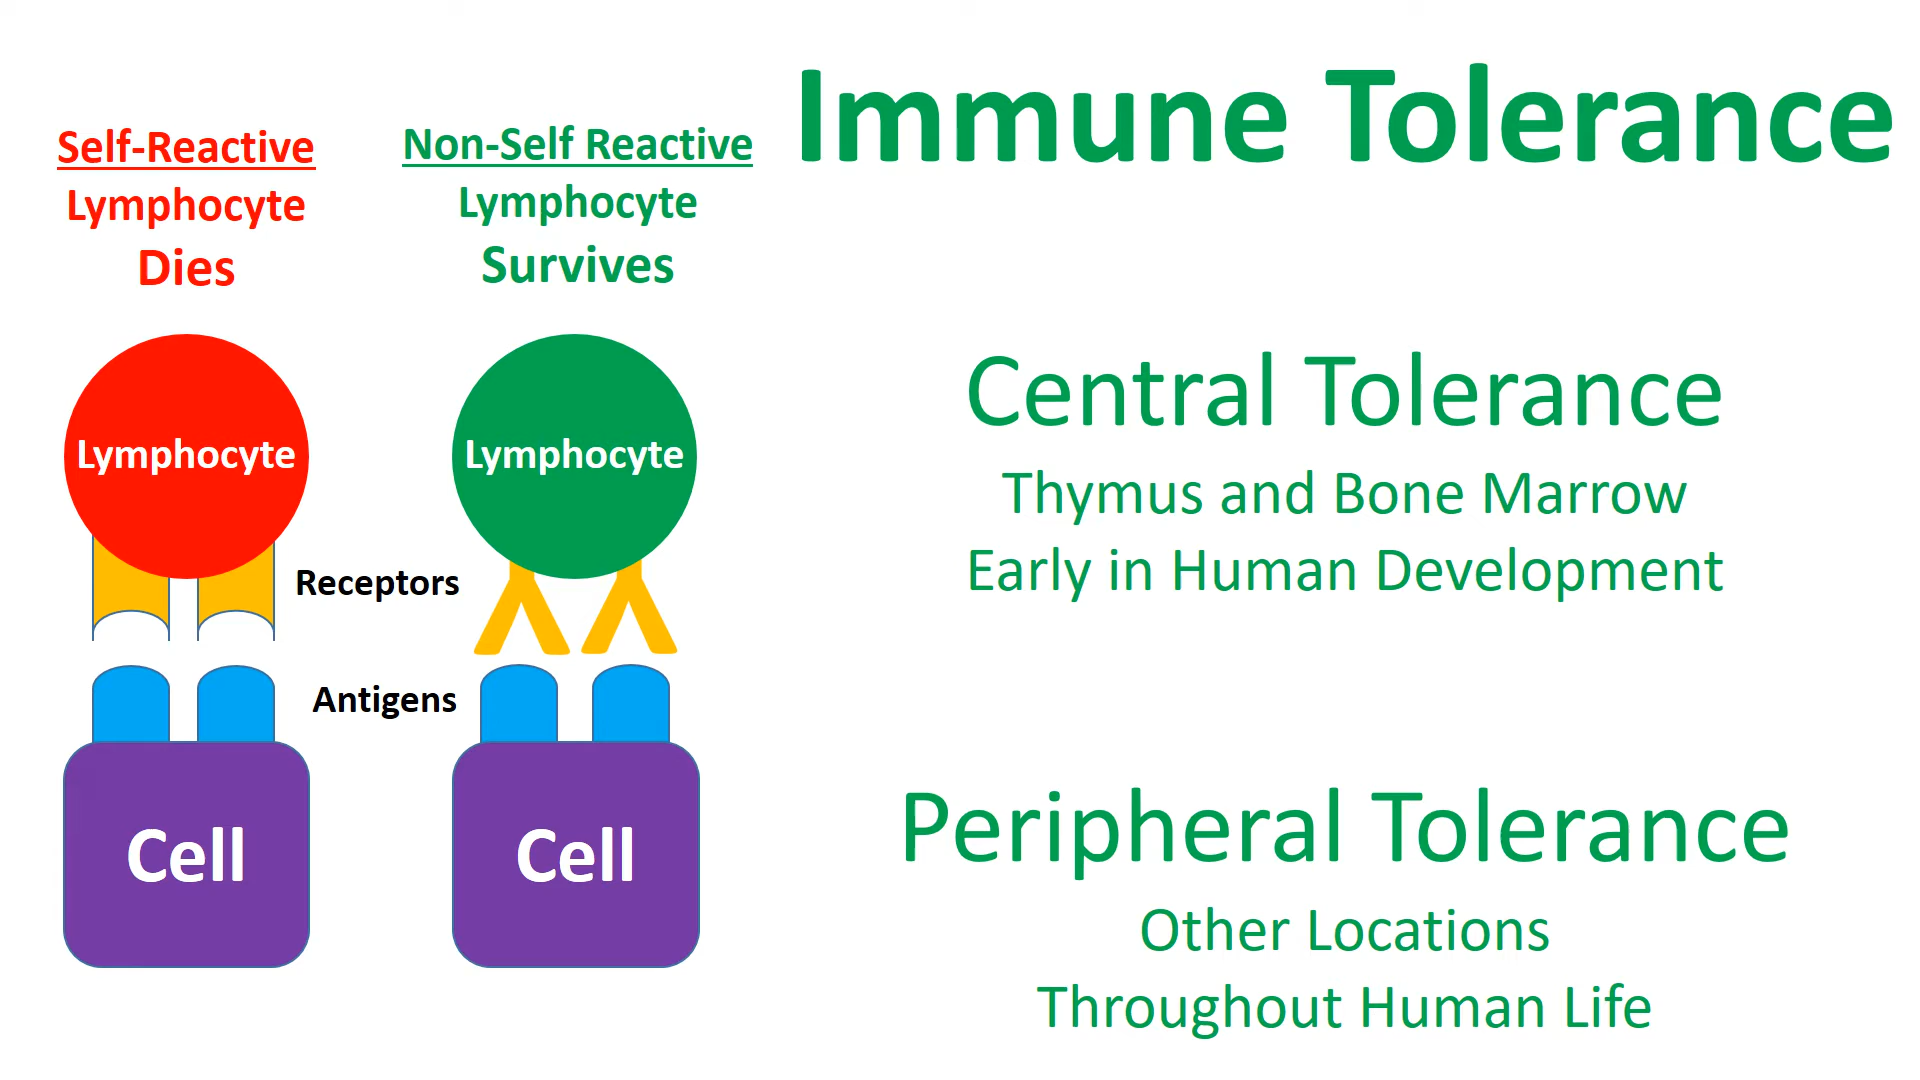 Immune Tolerance
Self-Reactive
Lymphocyte
Dies
Non-Self Reactive
Lymphocyte
Survives
Lymphocyte
Lymphocyte
Receptors
Antigens
Cell
Cell
Central Tolerance
Thymus and Bone Marrow
Early in Human Development
Peripheral Tolerance
Other Locations
Throughout Human Life